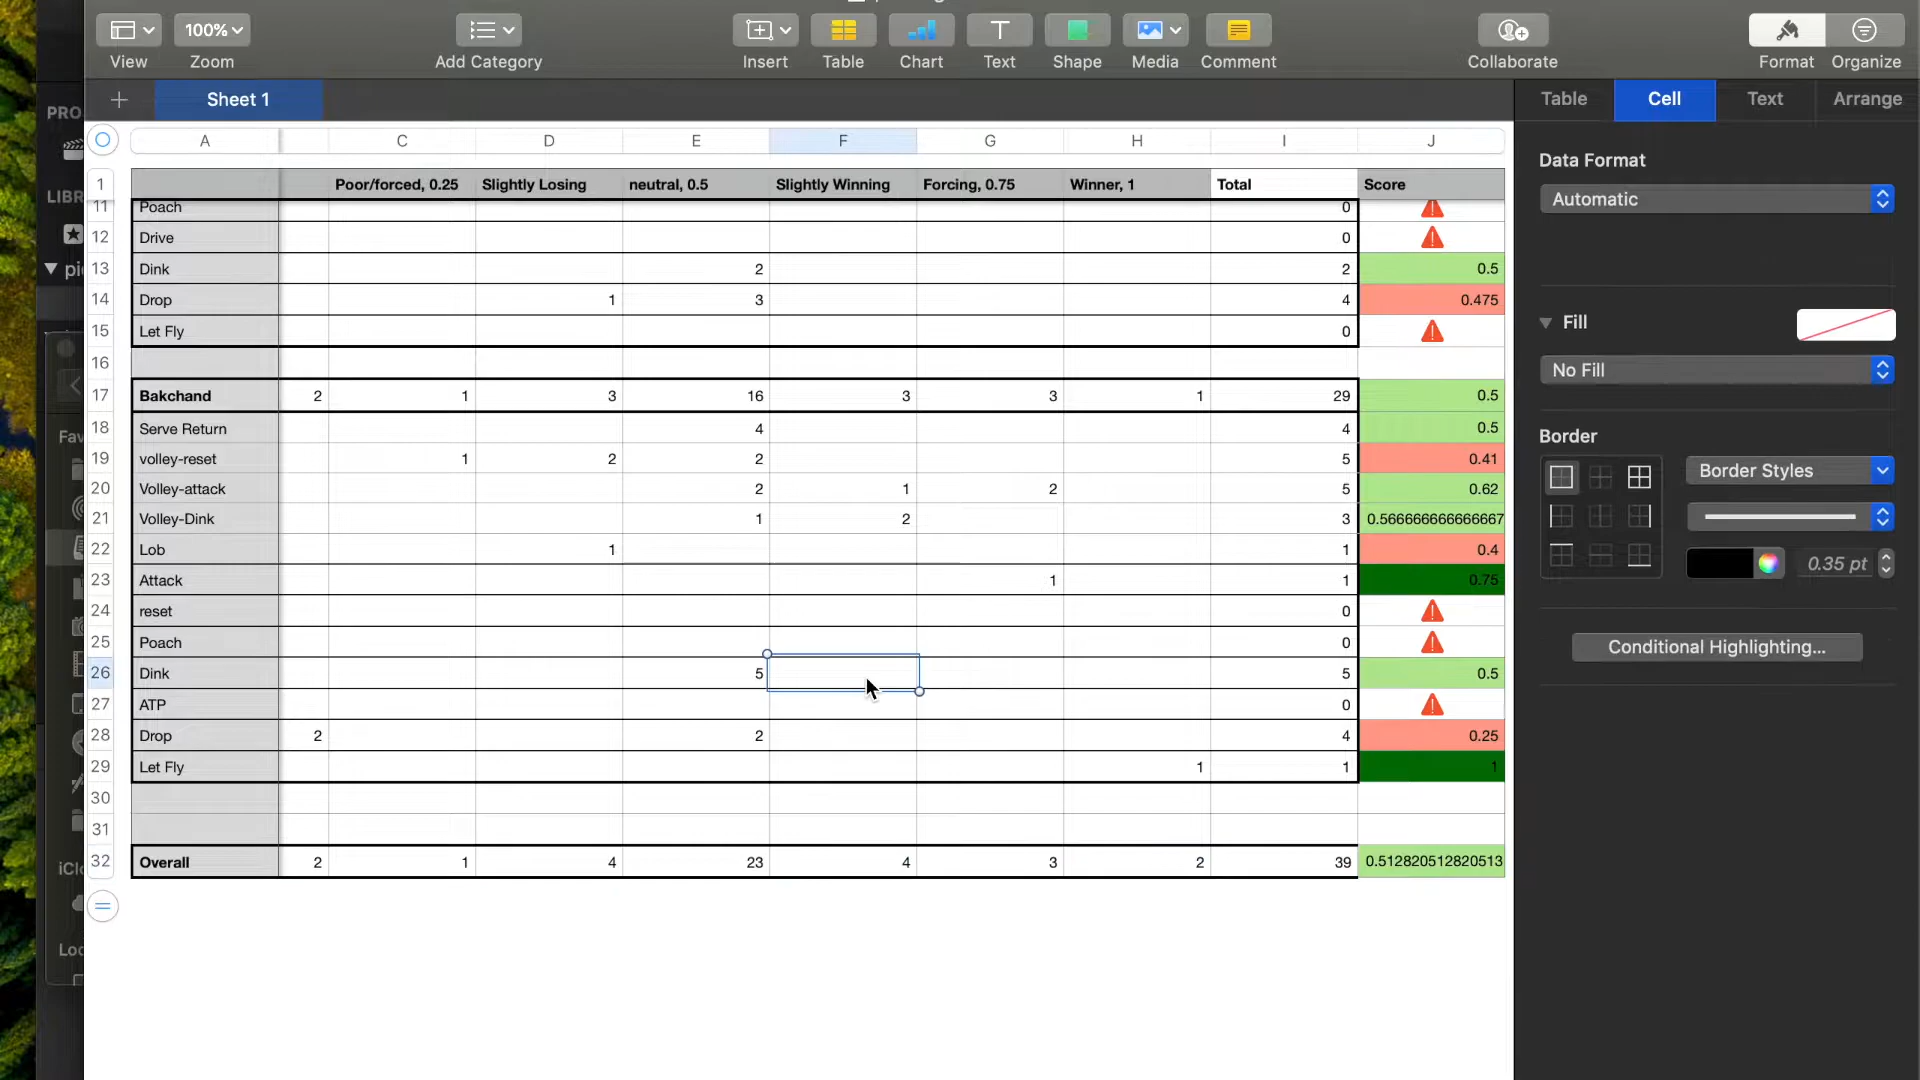 100%
View Zoom Add Category Insert Table Chart Text Shape Media Comment Collaborate Format Organize
Sheet 1
Table Cell Text Arrange
PRO
LIBR
pi
Fav
iClo
Loc
A C D E F G H I J
1 Poor/forced, 0.25 Slightly Losing neutral, 0.5 Slightly Winning Forcing, 0.75 Winner, 1 Total Score
11 Poach 0
12 Drive 0
13 Dink 2 2 0.5
14 Drop 1 3 4 0.475
15 Let Fly 0
16
17 Bakchand 2 1 3 16 3 3 1 29 0.5
18 Serve Return 4 4 0.5
19 volley-reset 1 2 2 5 0.41
20 Volley-attack 2 1 2 5 0.62
21 Volley-Dink 1 2 3 0.566666666666667
22 Lob 1 1 0.4
23 Attack 1 1 0.75
24 reset 0
25 Poach 0
26 Dink 5 5 0.5
27 ATP 0
28 Drop 2 2 4 0.25
29 Let Fly 1 1 1
30
31
32 Overall 2 1 4 23 4 3 2 39 0.512820512820513
Data Format
Automatic
Fill
No Fill
Border
Border Styles
0.35 pt
Conditional Highlighting...